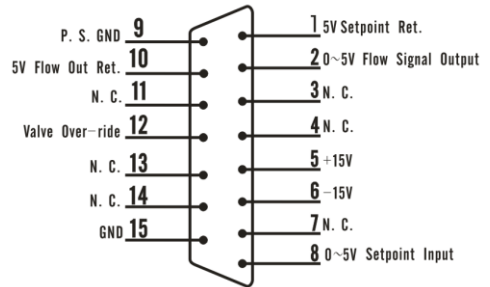 P. S. GND 9
5V Flow Out Ret. 10
N. C. 11
Valve Over-ride 12
N. C. 13
N. C. 14
GND 15
1 5V Setpoint Ret.
2 0~5V Flow Signal Output
3 N. C.
4 N. C.
5 +15V
6 -15V
7 N. C.
8 0~5V Setpoint Input